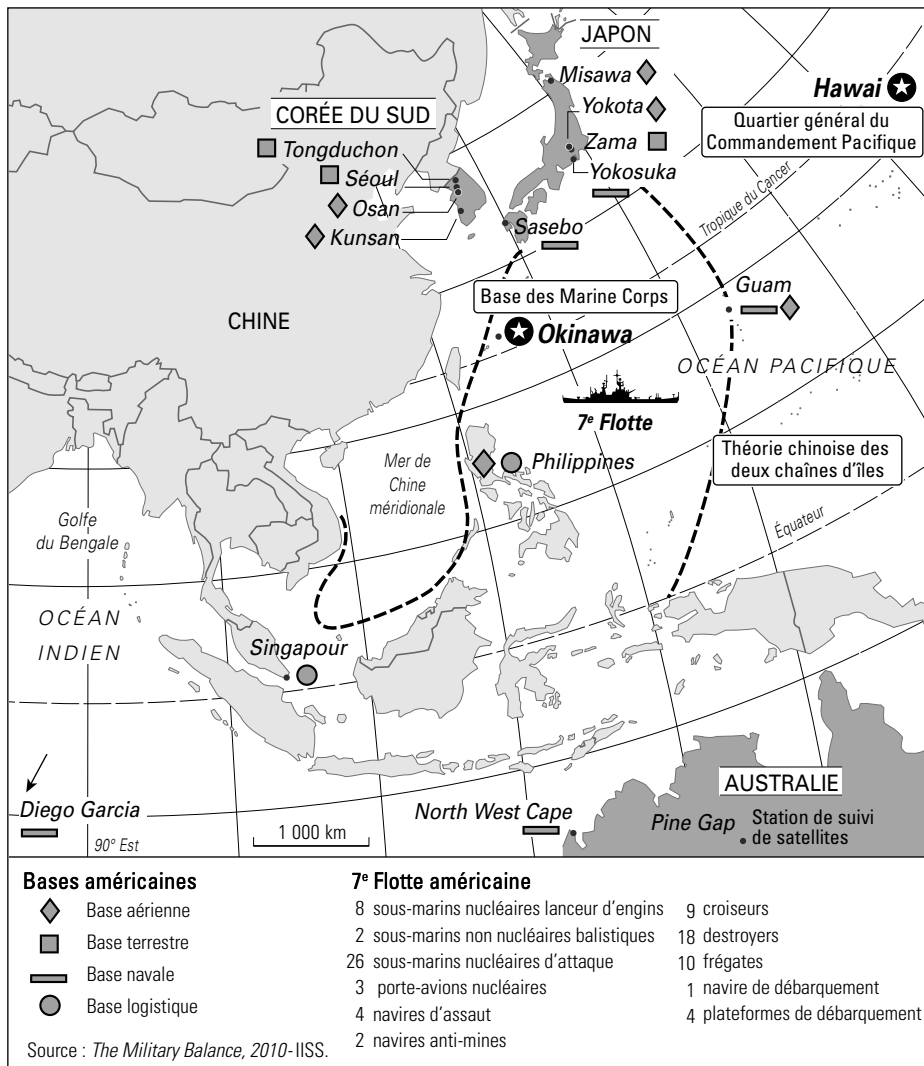 JAPON
Misawa
Hawai
Yokota
Quartier général du
Commandement Pacifique
CORÉE DU SUD
Zama
Tongduchon
Yokosuka
Séoul
Tropique du Cancer
Osan
Sasebo
Kunsan
Guam
Base des Marine Corps
CHINE
Okinawa
OCÉAN PACIFIQUE
7e Flotte
Théorie chinoise des
deux chaînes d'îles
Philippines
Mer de
Chine
méridionale
Golfe
du Bengale
Équateur
OCÉAN
INDIEN
Singapour
AUSTRALIE
Diego Garcia
North West Cape
Pine Gap
Station de suivi
de satellites
1 000 km
90° Est
Bases américaines
Base aérienne
Base terrestre
Base navale
Base logistique
Source : The Military Balance, 2010-IISS.
7e Flotte américaine
8 sous-marins nucléaires lanceur d'engins
2 sous-marins non nucléaires balistiques
26 sous-marins nucléaires d'attaque
3 porte-avions nucléaires
4 navires d'assaut
2 navires anti-mines
9 croiseurs
18 destroyers
10 frégates
1 navire de débarquement
4 plateformes de débarquement